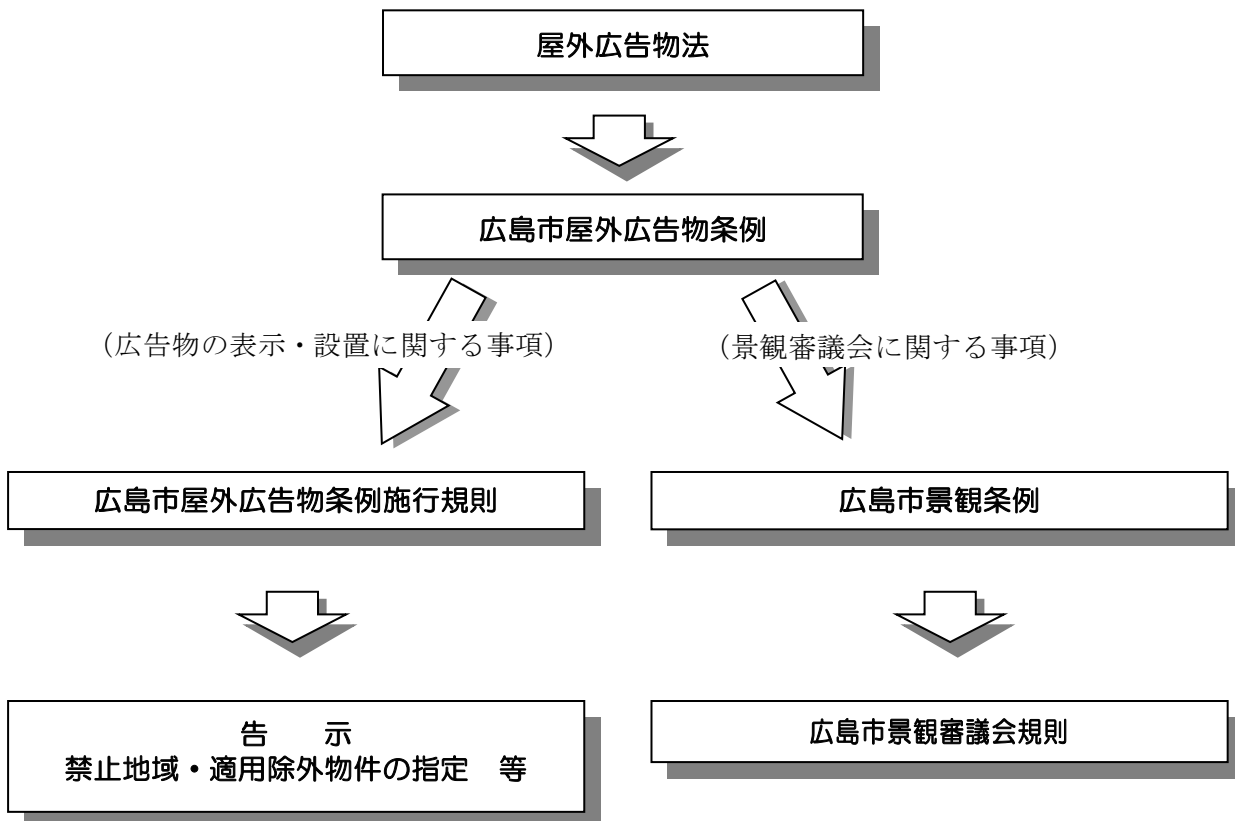 屋外広告物法
広島市屋外広告物条例
（広告物の表示・設置に関する事項）
（景観審議会に関する事項）
広島市屋外広告物条例施行規則
広島市景観条例
告　示
禁止地域・適用除外物件の指定　等
広島市景観審議会規則